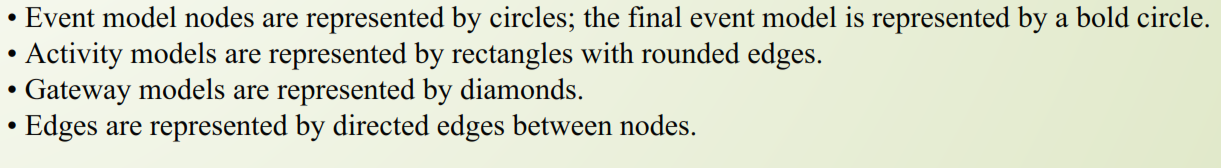 • Event model nodes are represented by circles; the final event model is represented by a bold circle.
• Activity models are represented by rectangles with rounded edges.
• Gateway models are represented by diamonds.
• Edges are represented by directed edges between nodes.